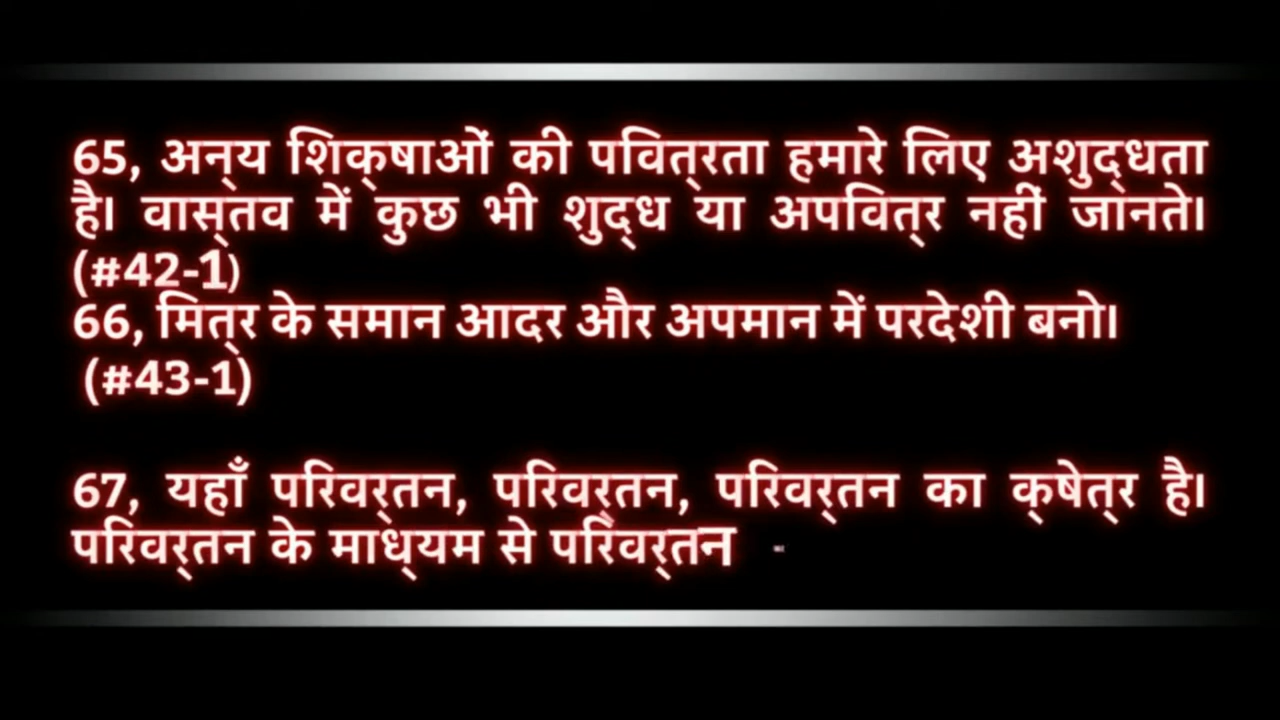 65, अन्य शिक्षाओं की पवित्रता हमारे लिए अशुद्धता
है। वास्तव में कुछ भी शुद्ध या अपवित्र नहीं जानते।
(#42-1)
66, मित्र के समान आदर और अपमान में परदेशी बनो।
(#43-1)
67, यहाँ परिवर्तन, परिवर्तन, परिवर्तन का क्षेत्र है।
परिवर्तन के माध्यम से परिवर्तन